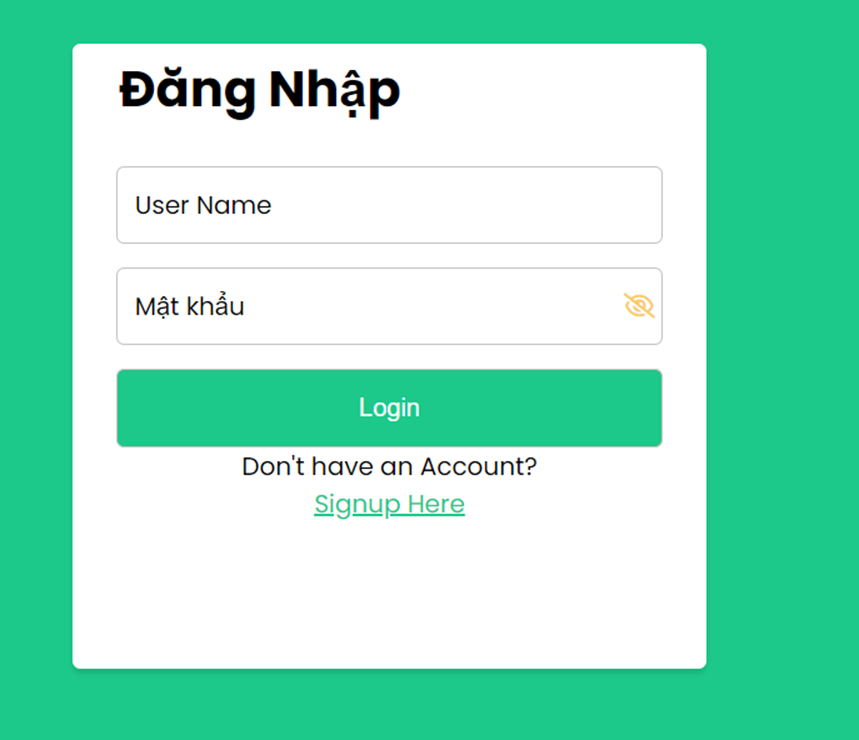 Đăng Nhập
User Name
Mật khẩu
Login
Don't have an Account?
Signup Here